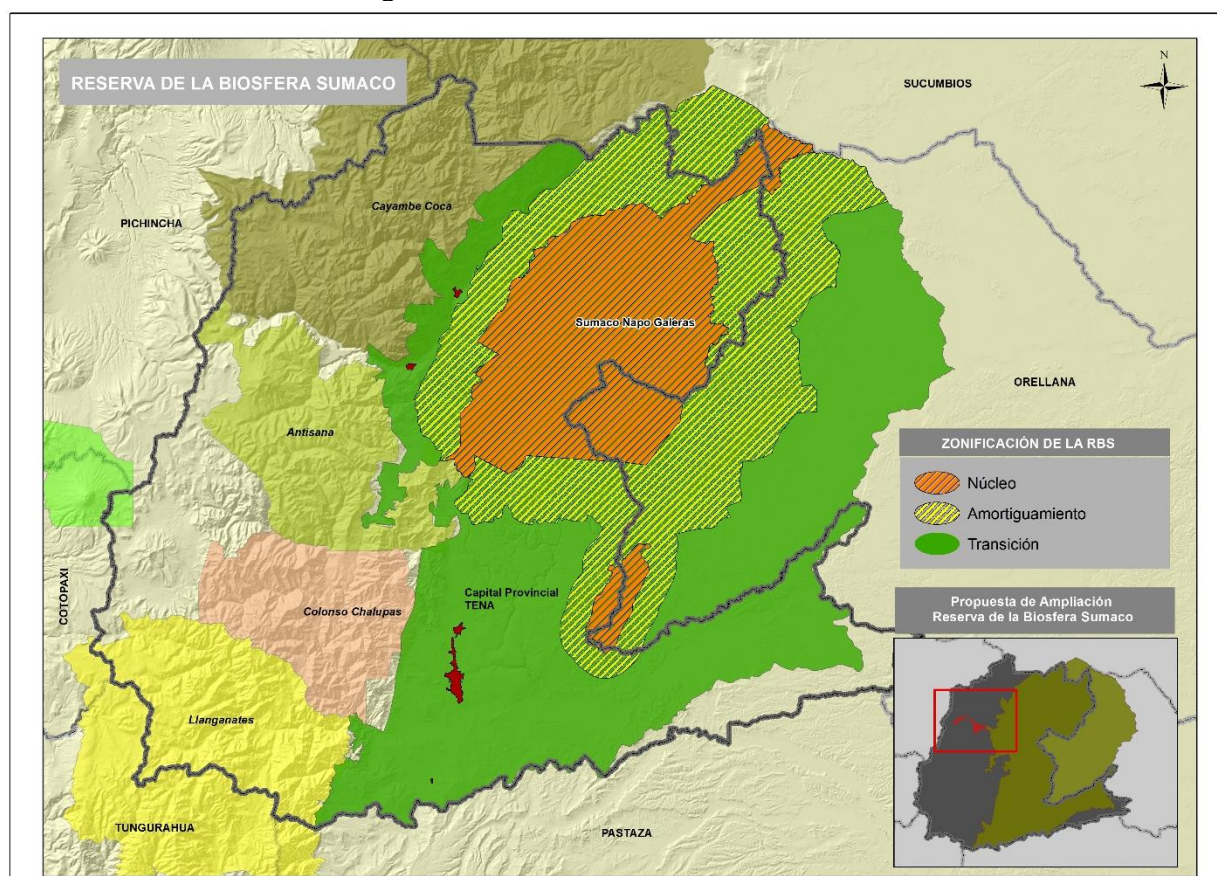 RESERVA DE LA BIOSFERA SUMACO
N
SUCUMBIOS
Cayambe Coca
PICHINCHA
Sumaco Napo Galeras
ORELLANA
Antisana
ZONIFICACIÓN DE LA RBS
Núcleo
Amortiguamiento
Transición
COTOPAXI
Colonso Chalupas
Capital Provincial
TENA
Propuesta de Ampliación
Reserva de la Biosfera Sumaco
Llanganates
TUNGURAHUA
PASTAZA